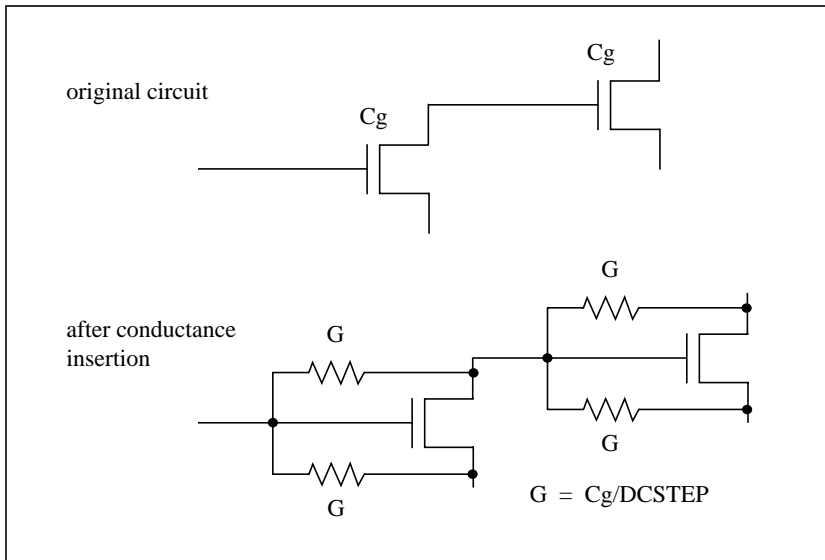 Cg
original circuit
Cg
G
after conductance
insertion
G
G
G
G = Cg/DCSTEP